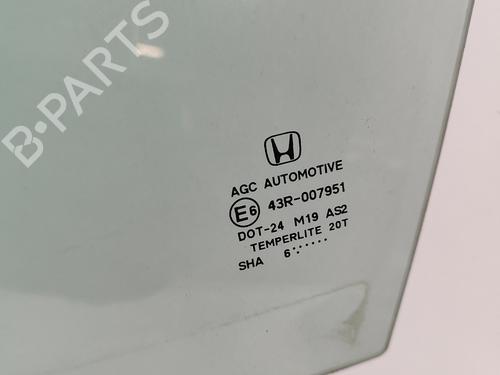 B-PARTS
AGC AUTOMOTIVE
E6 43R-007951
DOT-24 M19 AS2
TEMPERLITE 20T
SHA 6:......